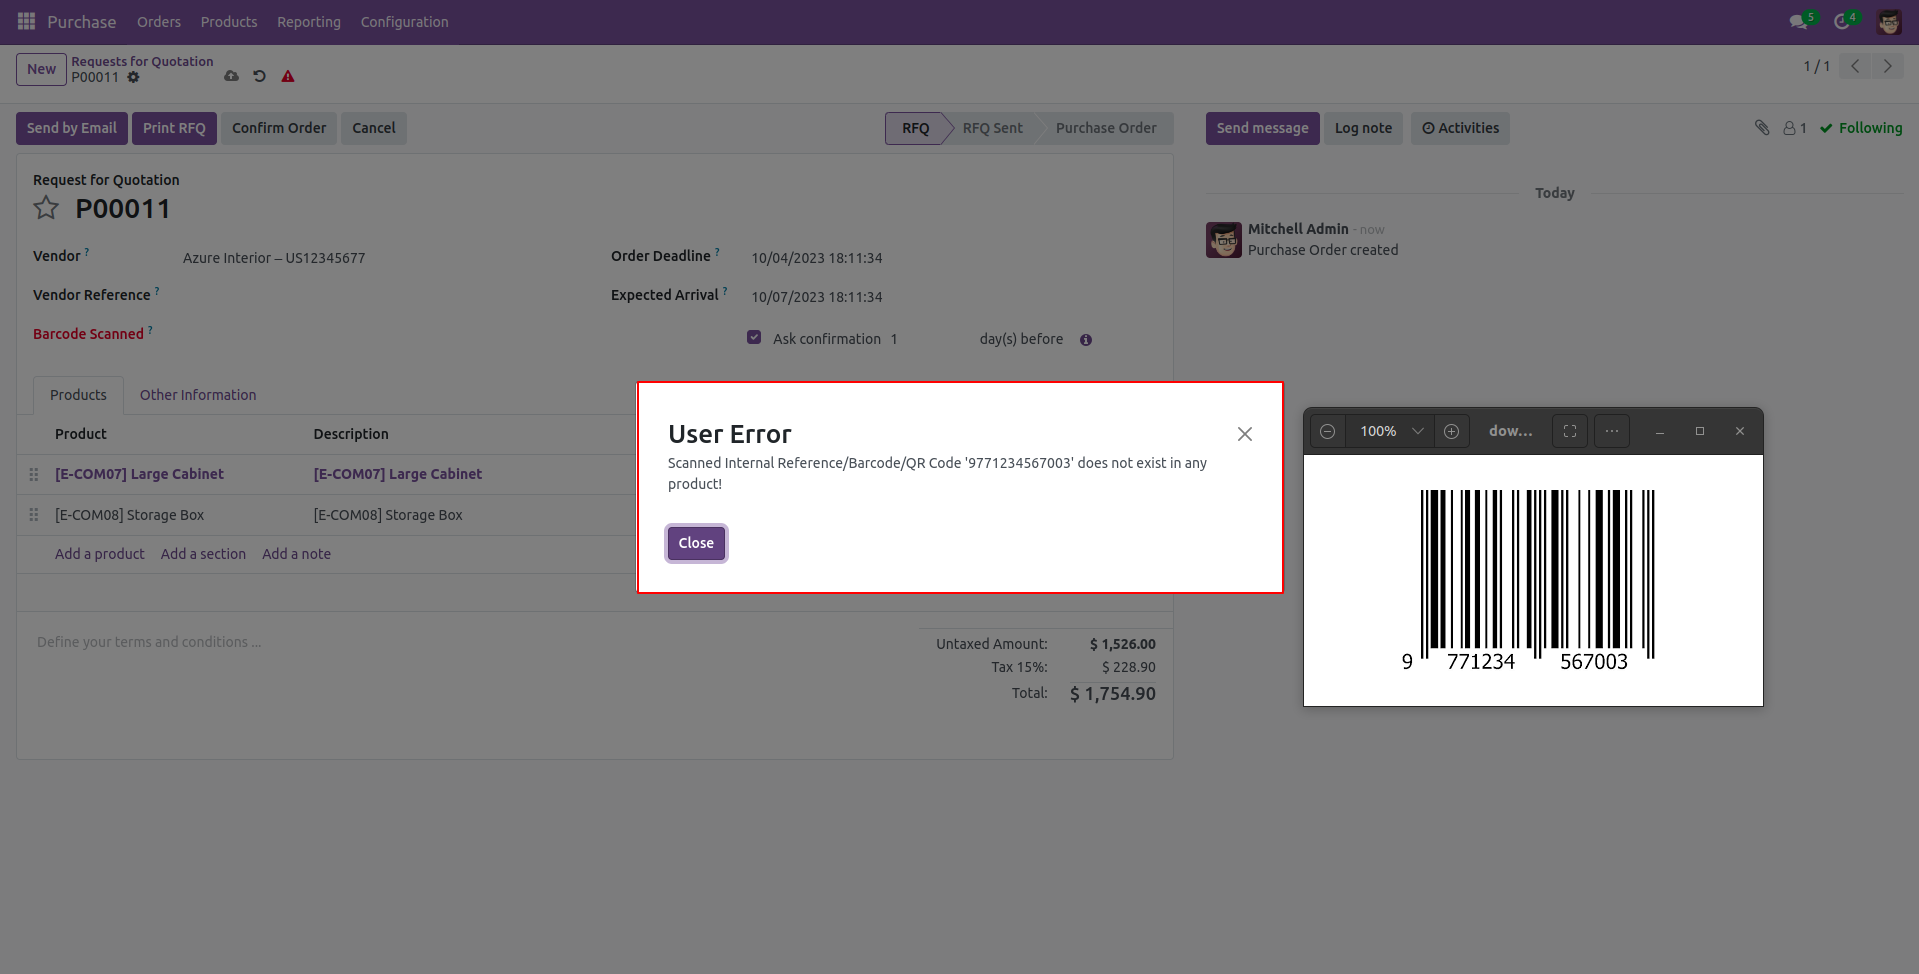 Purchase Orders Products Reporting Configuration 5 4
New Requests for Quotation
P00011
1 / 1
Send by Email Print RFQ Confirm Order Cancel RFQ RFQ Sent Purchase Order Send message Log note Activities 1 Following
Request for Quotation
P00011
Today
Mitchell Admin - now
Purchase Order created
Vendor ? Azure Interior – US12345677 Order Deadline ? 10/04/2023 18:11:34
Vendor Reference ? Expected Arrival ? 10/07/2023 18:11:34
Barcode Scanned ? Ask confirmation 1 day(s) before
Products Other Information
Product Description
[E-COM07] Large Cabinet [E-COM07] Large Cabinet
[E-COM08] Storage Box [E-COM08] Storage Box
Add a product Add a section Add a note
User Error
Scanned Internal Reference/Barcode/QR Code '9771234567003' does not exist in any
product!
Close
100% dow...
9 771234 567003
Define your terms and conditions ...
Untaxed Amount: $ 1,526.00
Tax 15%: $ 228.90
Total: $ 1,754.90